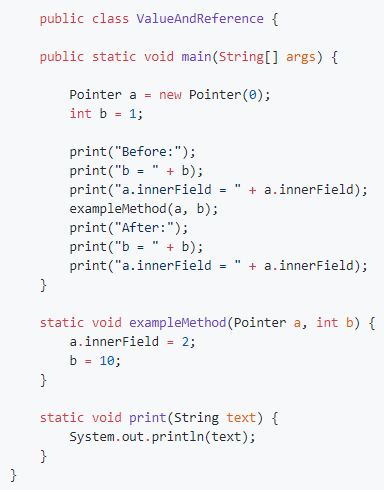 public class ValueAndReference {
public static void main(String[] args) {
Pointer a = new Pointer(0);
int b = 1;
print("Before:");
print("b = " + b);
print("a.innerField = " + a.innerField);
exampleMethod(a, b);
print("After:");
print("b = " + b);
print("a.innerField = " + a.innerField);
}
static void exampleMethod(Pointer a, int b) {
a.innerField = 2;
b = 10;
}
static void print(String text) {
System.out.println(text);
}
}